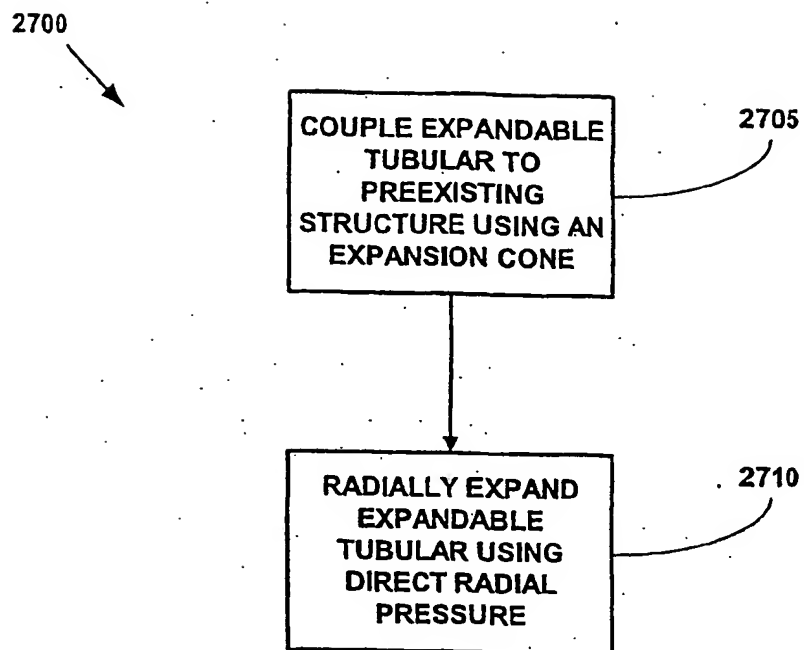 2700
COUPLE EXPANDABLE
TUBULAR TO
PREEXISTING
STRUCTURE USING AN
EXPANSION CONE
2705
RADIALLY EXPAND
EXPANDABLE
TUBULAR USING
DIRECT RADIAL
PRESSURE
2710